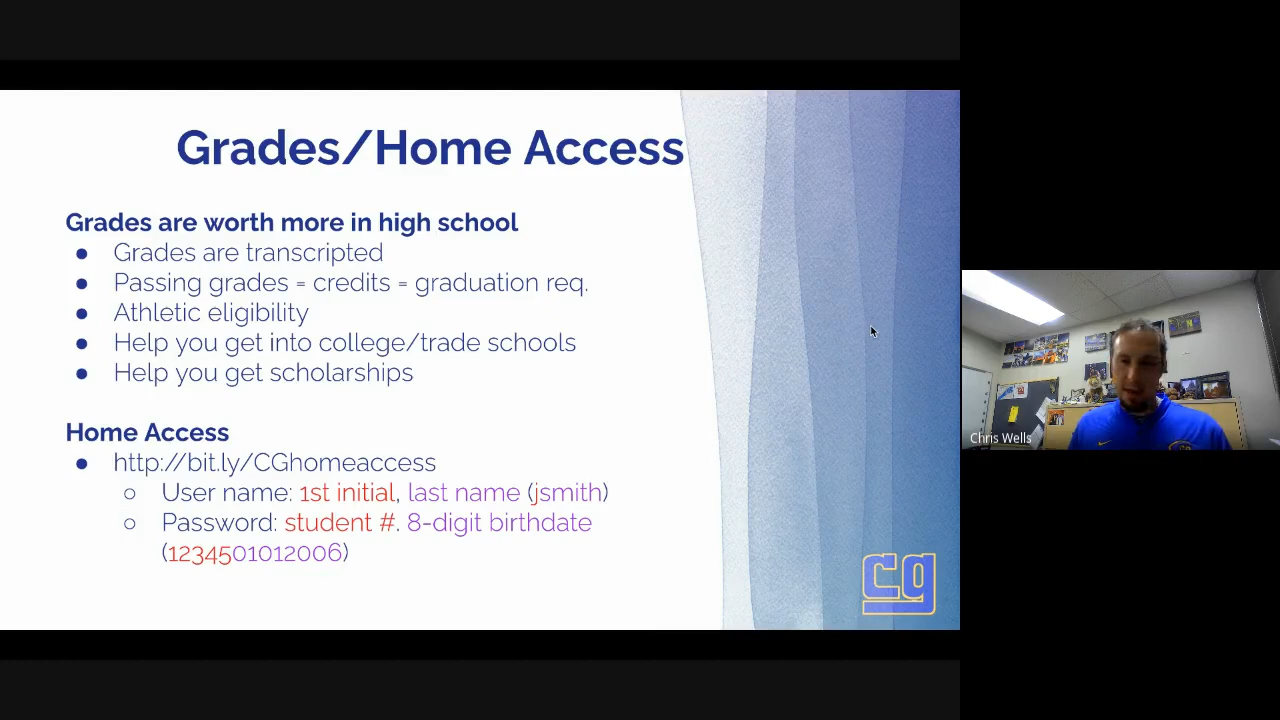 Grades/Home Access
Grades are worth more in high school
● Grades are transcripted
● Passing grades = credits = graduation req.
● Athletic eligibility
● Help you get into college/trade schools
● Help you get scholarships
Home Access
● http://bit.ly/CGhomeaccess
○ User name: 1st initial, last name (jsmith)
○ Password: student #. 8-digit birthdate
(1234501012006)
cg
Chris Wells